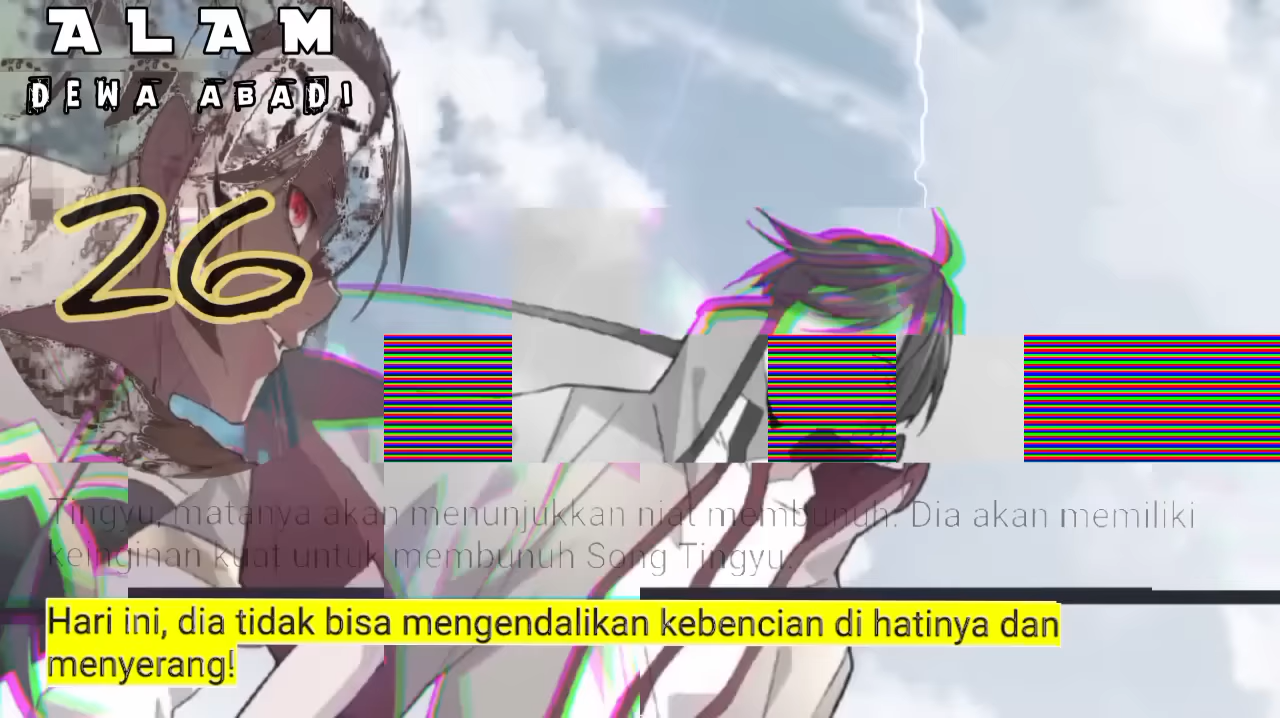 ALAM
DEWA ABADI
26
Tingyu, matanya akan menunjukkan niat membunuh. Dia akan memiliki
keinginan kuat untuk membunuh Song Tingyu.
Hari ini, dia tidak bisa mengendalikan kebencian di hatinya dan
menyerang!